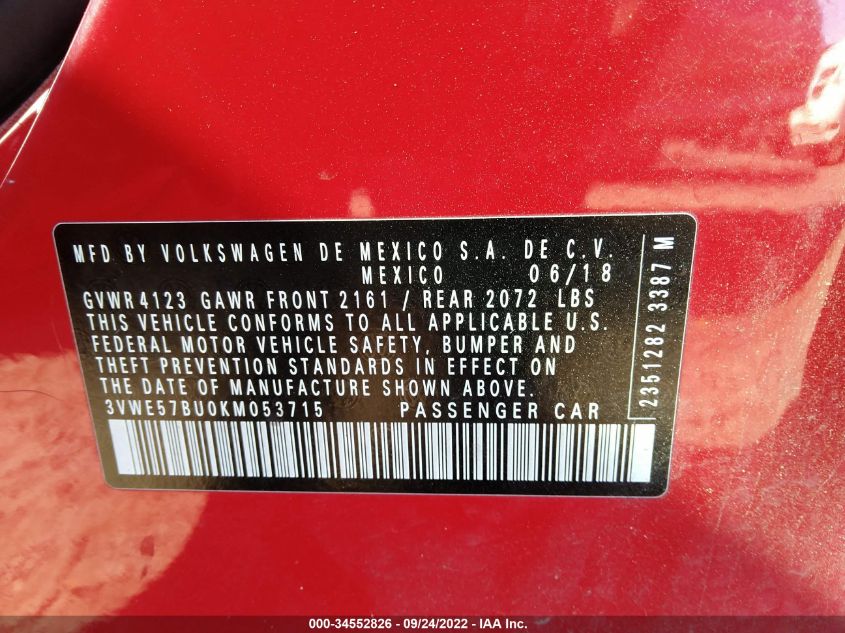 MFD BY VOLKSWAGEN DE MEXICO S.A. DE C.V.
MEXICO 06/18
GVWR 4123 GAWR FRONT 2161 / REAR 2072 LBS
THIS VEHICLE CONFORMS TO ALL APPLICABLE U.S.
FEDERAL MOTOR VEHICLE SAFETY, BUMPER AND
THEFT PREVENTION STANDARDS IN EFFECT ON
THE DATE OF MANUFACTURE SHOWN ABOVE.
3VWE57BU0KM053715 PASSENGER CAR
2351282 3387 M
000-34552826 - 09/24/2022 - IAA Inc.